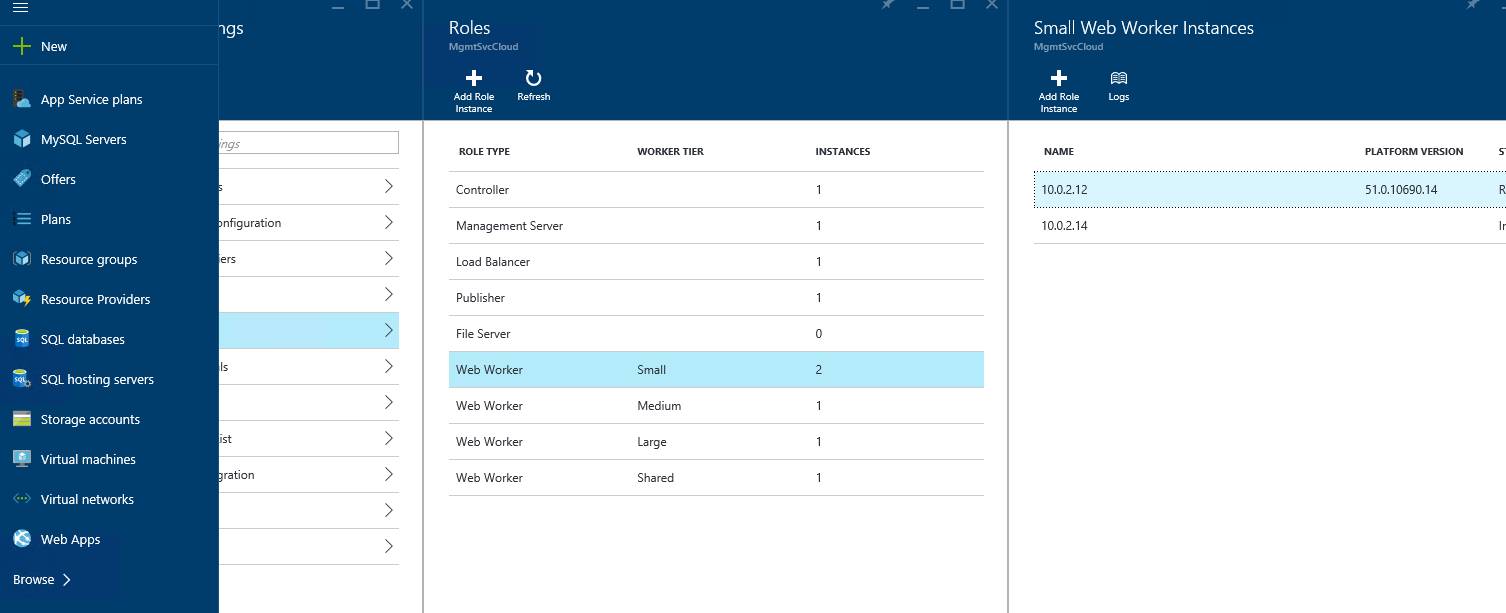 New
App Service plans
MySQL Servers
Offers
Plans
Resource groups
Resource Providers
SQL databases
SQL hosting servers
Storage accounts
Virtual machines
Virtual networks
Web Apps
Browse
ngs
ings
s
onfiguration
iers
ls
ist
gration
Roles
MgmtSvcCloud
Add Role
Instance
Refresh
ROLE TYPE WORKER TIER INSTANCES
Controller 1
Management Server 1
Load Balancer 1
Publisher 1
File Server 0
Web Worker Small 2
Web Worker Medium 1
Web Worker Large 1
Web Worker Shared 1
Small Web Worker Instances
MgmtSvcCloud
Add Role
Instance
Logs
NAME PLATFORM VERSION ST
10.0.2.12 51.0.10690.14 R
10.0.2.14 In